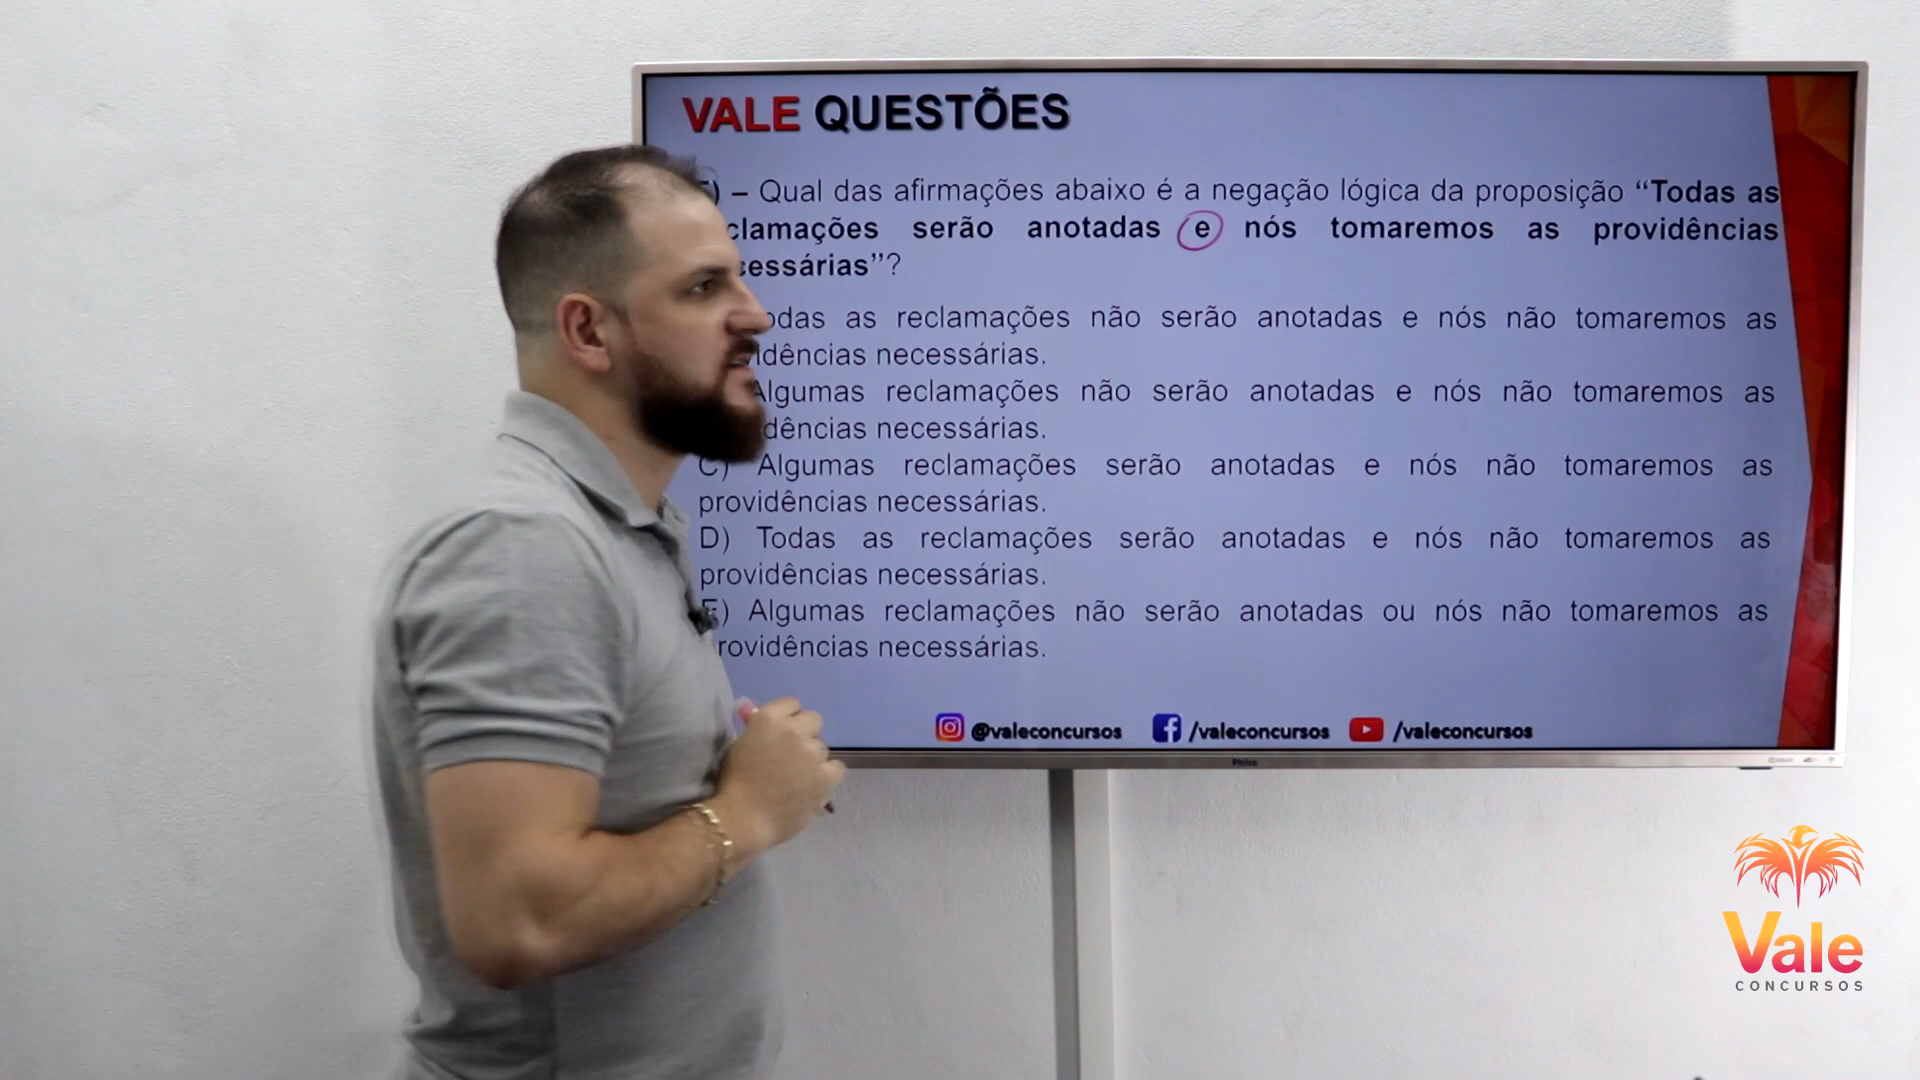 VALE QUESTÕES
) – Qual das afirmações abaixo é a negação lógica da proposição “Todas as
clamações serão anotadas e nós tomaremos as providências
cessárias”?
odas as reclamações não serão anotadas e nós não tomaremos as
idências necessárias.
Algumas reclamações não serão anotadas e nós não tomaremos as
dências necessárias.
C) Algumas reclamações serão anotadas e nós não tomaremos as
providências necessárias.
D) Todas as reclamações serão anotadas e nós não tomaremos as
providências necessárias.
E) Algumas reclamações não serão anotadas ou nós não tomaremos as
rovidências necessárias.
@valeconcursos /valeconcursos /valeconcursos
Philco
Vale
CONCURSOS